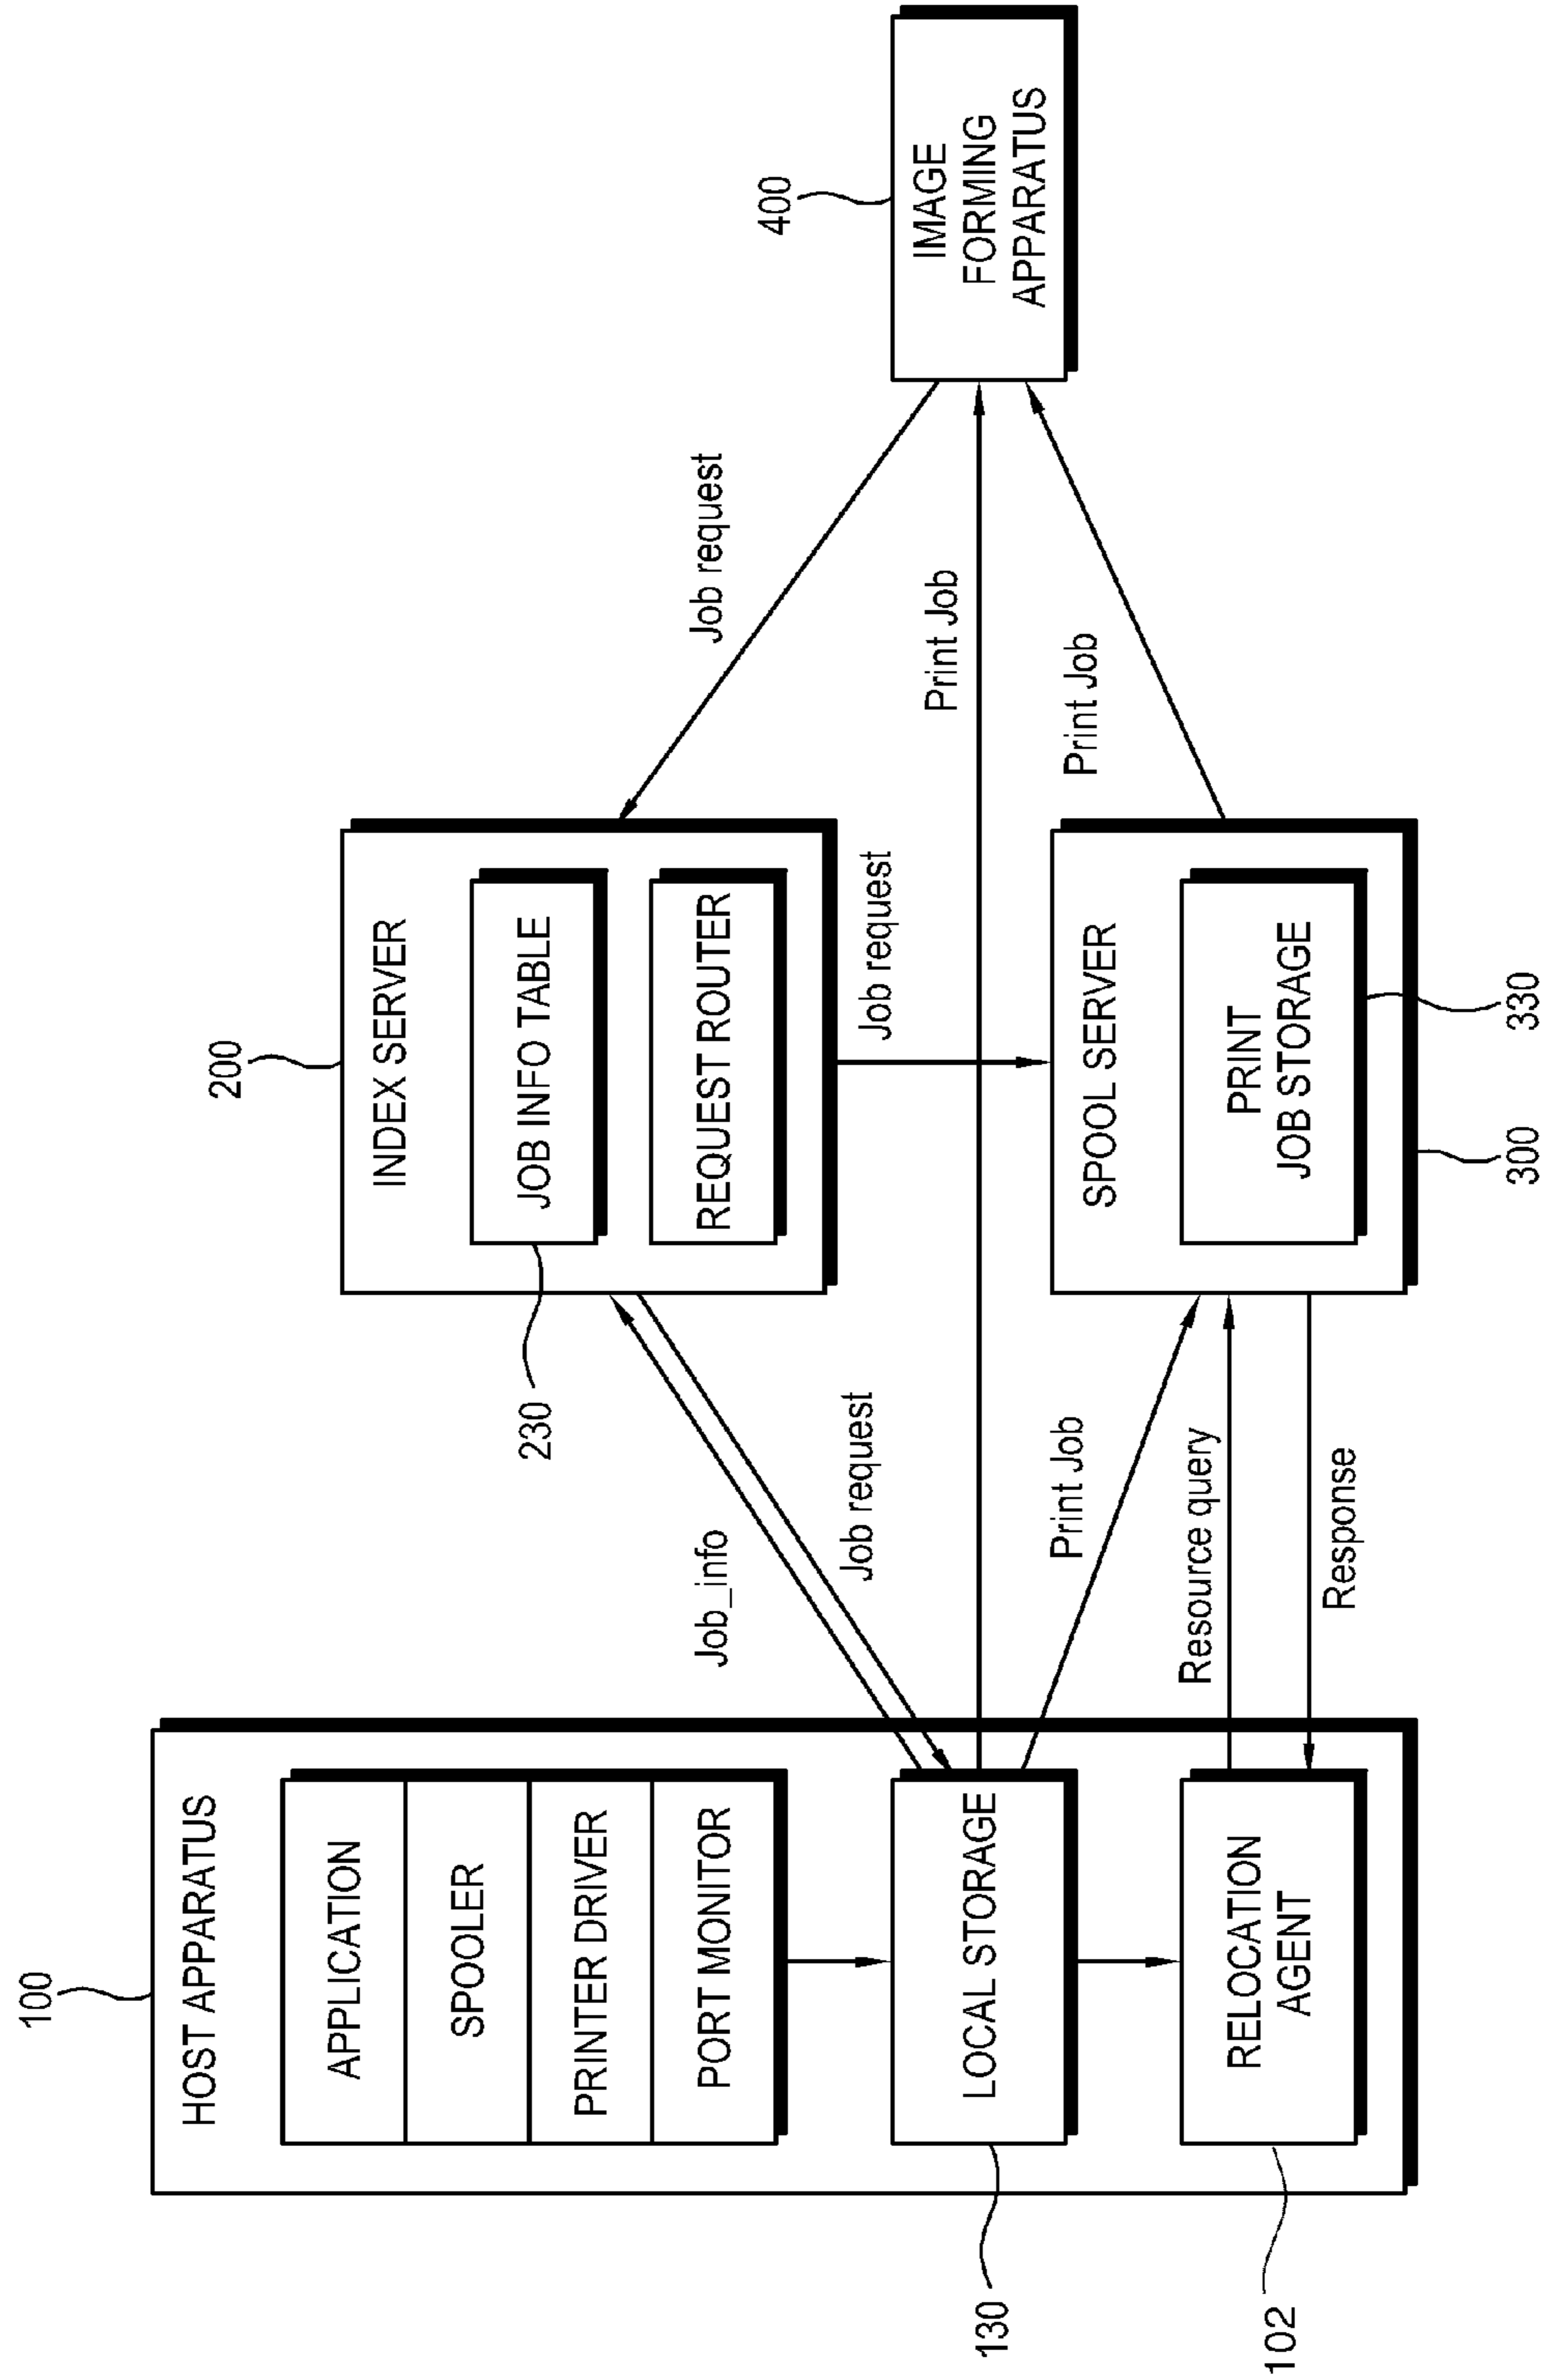 100
HOST APPARATUS
APPLICATION
SPOOLER
PRINTER DRIVER
PORT MONITOR
LOCAL STORAGE
130
RELOCATION
AGENT
102
Job_info
Job request
Print Job
Resource query
Response
200
INDEX SERVER
JOB INFO TABLE
230
REQUEST ROUTER
Job request
SPOOL SERVER
PRINT
JOB STORAGE
330
300
Job request
Print Job
Print Job
400
IMAGE
FORMING
APPARATUS